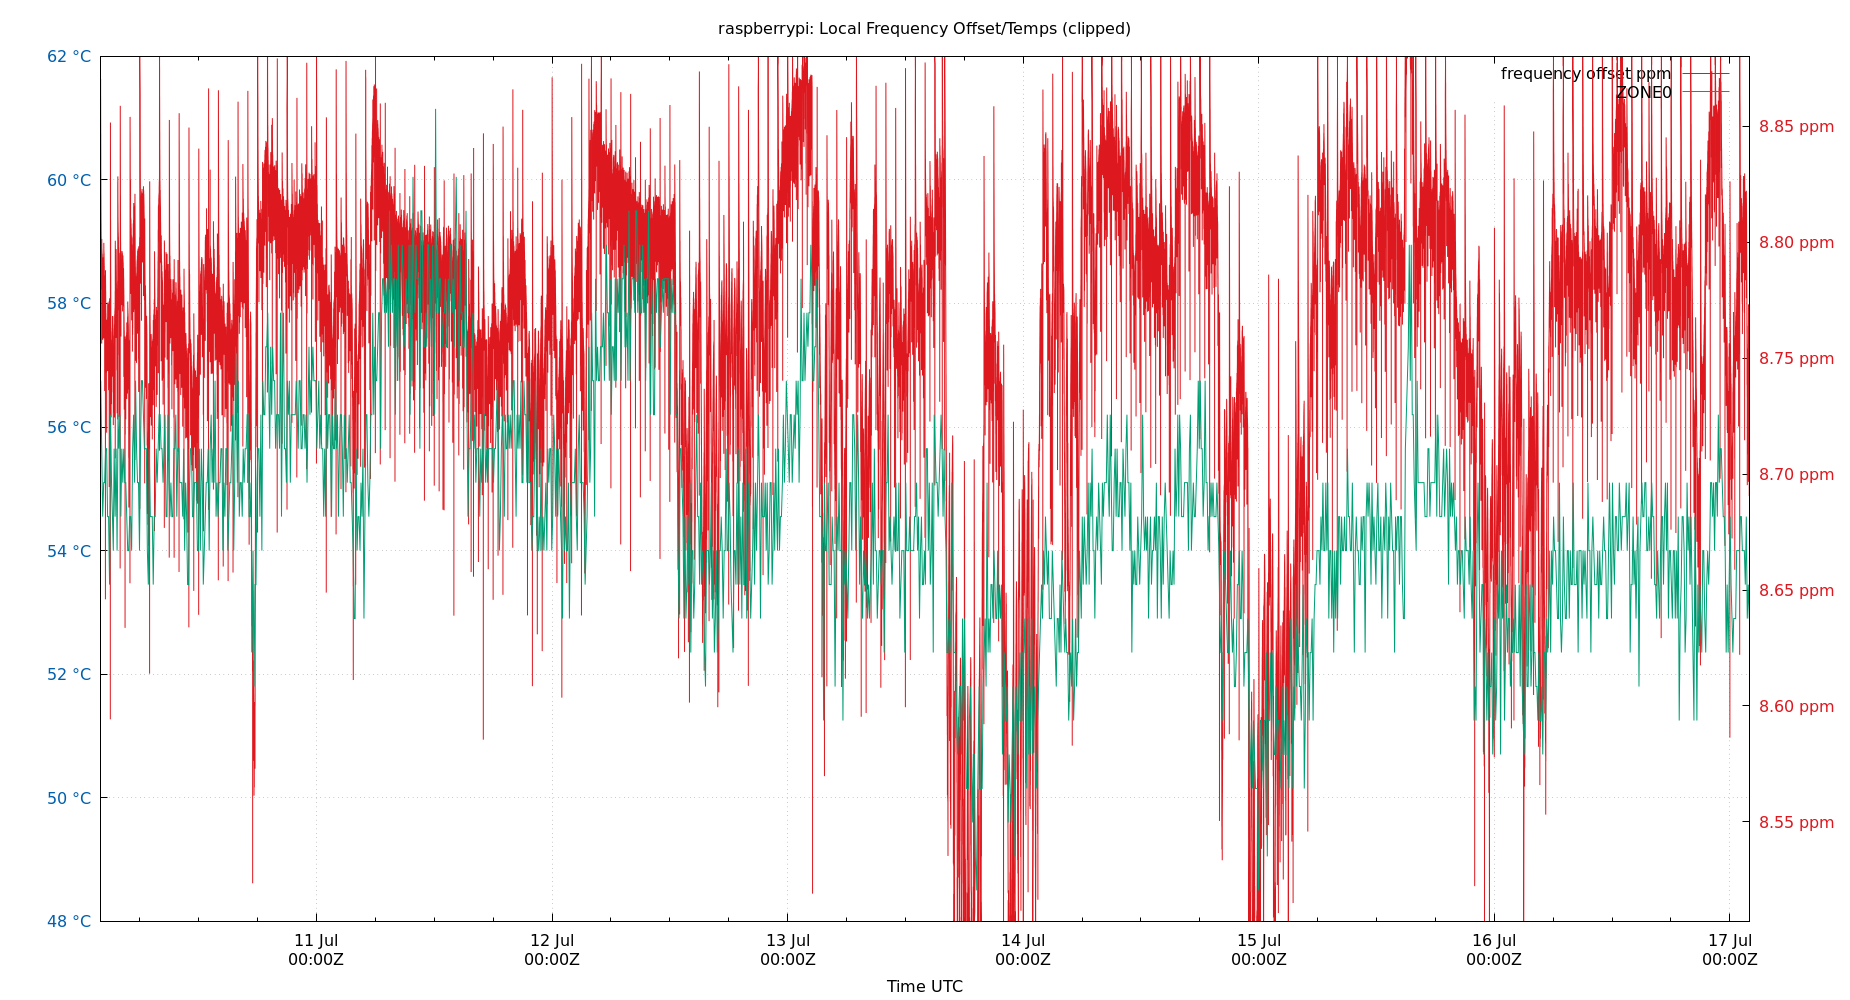 raspberrypi: Local Frequency Offset/Temps (clipped)
62 °C
60 °C
58 °C
56 °C
54 °C
52 °C
50 °C
48 °C
frequency offset ppm
ZONE0
8.85 ppm
8.80 ppm
8.75 ppm
8.70 ppm
8.65 ppm
8.60 ppm
8.55 ppm
11 Jul
00:00Z
12 Jul
00:00Z
13 Jul
00:00Z
14 Jul
00:00Z
15 Jul
00:00Z
16 Jul
00:00Z
17 Jul
00:00Z
Time UTC